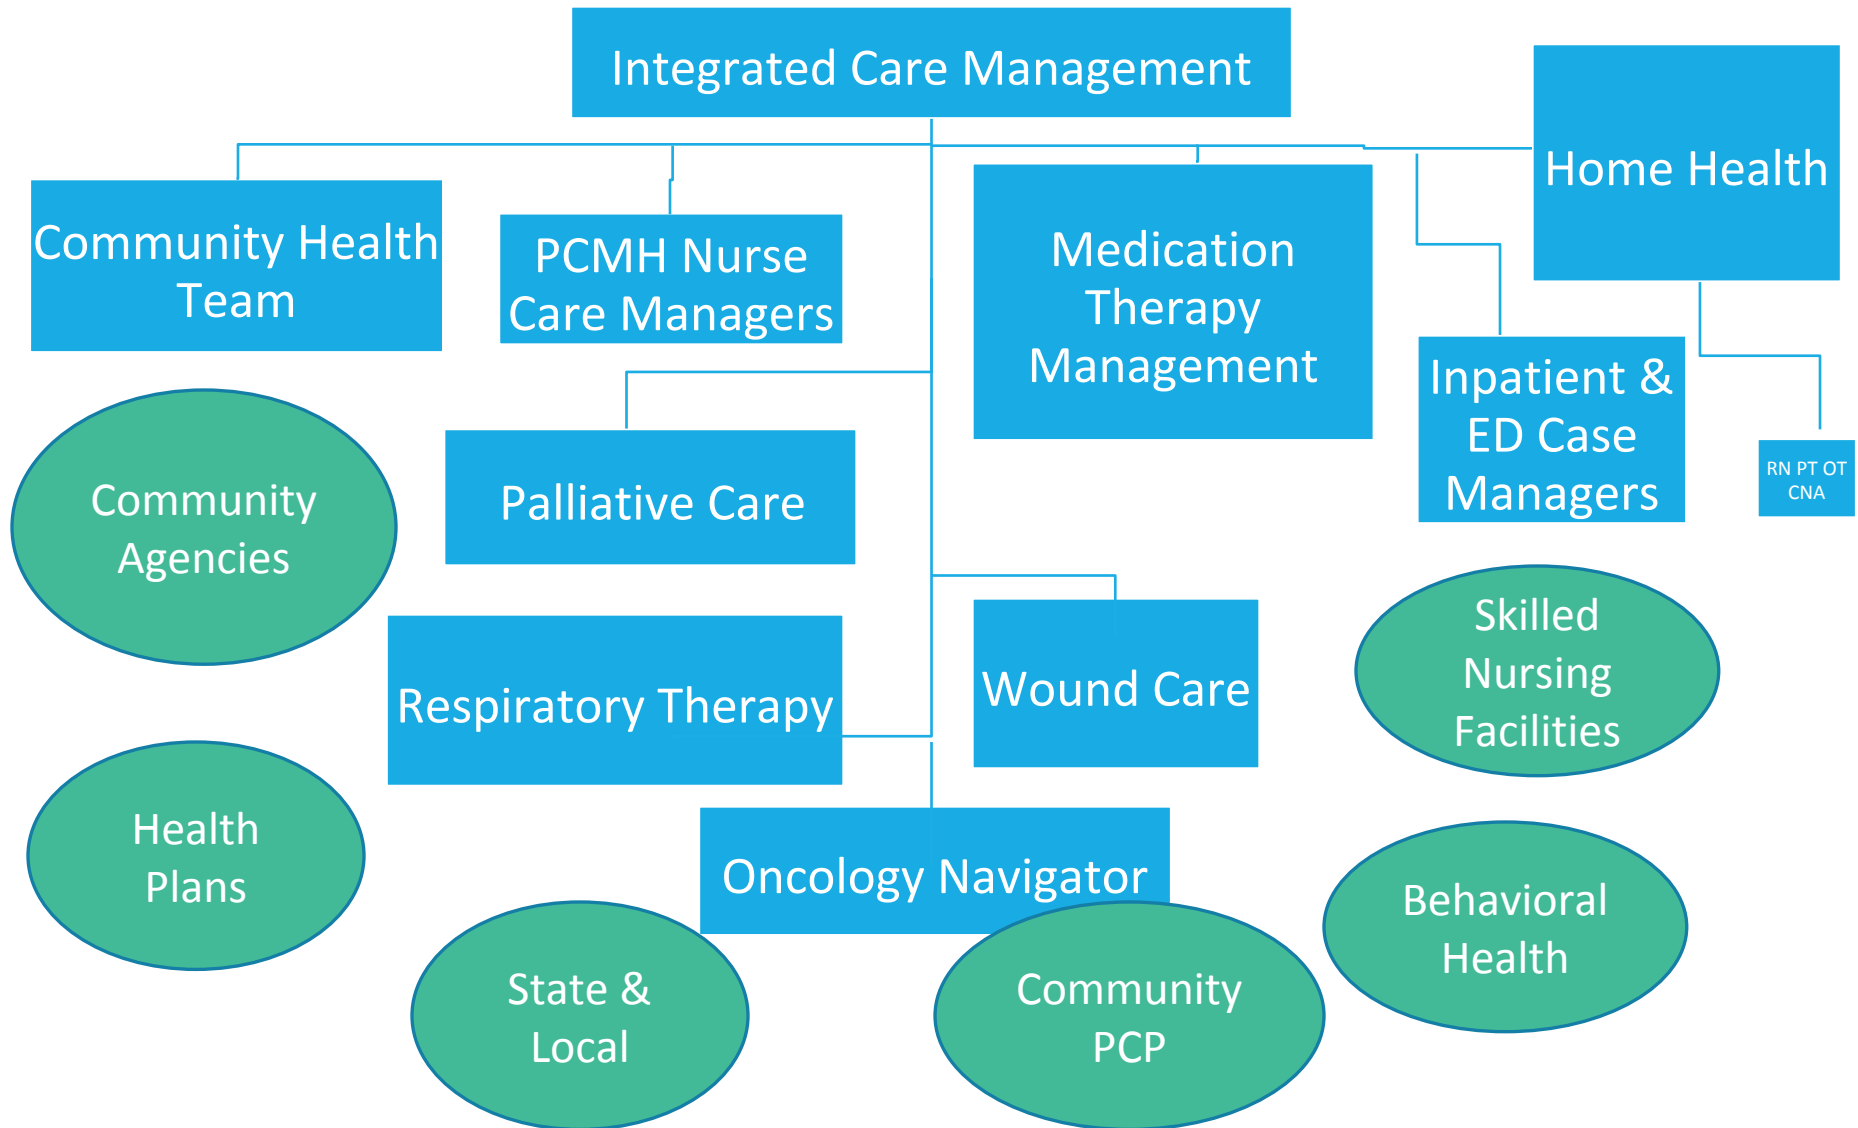 Integrated Care Management
Home Health
Community Health
Team
PCMH Nurse
Care Managers
Medication
Therapy
Management
Inpatient &
ED Case
Managers
RN PT OT
CNA
Community
Agencies
Palliative Care
Skilled
Nursing
Facilities
Respiratory Therapy
Wound Care
Health
Plans
Oncology Navigator
Behavioral
Health
State &
Local
Community
PCP